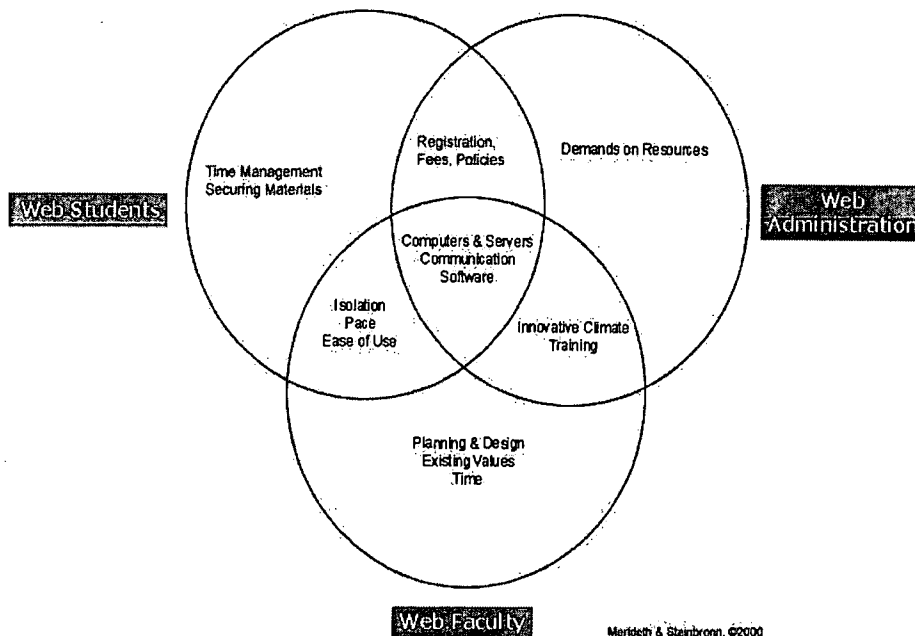 Registration,
Fees, Policies
Demands on Resources
Time Management
Securing Materials
Web Students
Web
Administration
Computers & Servers
Communication
Software
Isolation
Pace
Ease of Use
Innovative Climate
Training
Planning & Design
Existing Values
Time
Web Faculty
Merideth & Steinbronn, ©2000